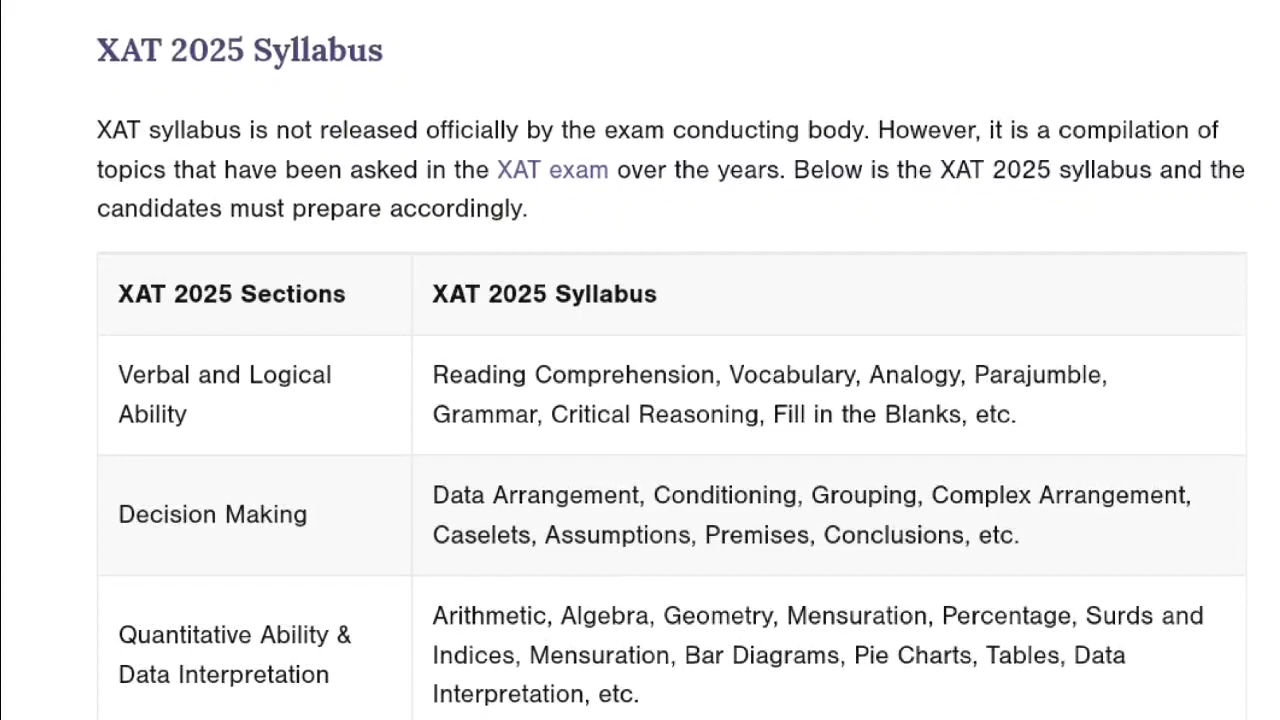 XAT 2025 Syllabus
XAT syllabus is not released officially by the exam conducting body. However, it is a compilation of
topics that have been asked in the XAT exam over the years. Below is the XAT 2025 syllabus and the
candidates must prepare accordingly.
XAT 2025 Sections
XAT 2025 Syllabus
Verbal and Logical
Ability
Reading Comprehension, Vocabulary, Analogy, Parajumble,
Grammar, Critical Reasoning, Fill in the Blanks, etc.
Decision Making
Data Arrangement, Conditioning, Grouping, Complex Arrangement,
Caselets, Assumptions, Premises, Conclusions, etc.
Quantitative Ability &
Data Interpretation
Arithmetic, Algebra, Geometry, Mensuration, Percentage, Surds and
Indices, Mensuration, Bar Diagrams, Pie Charts, Tables, Data
Interpretation, etc.